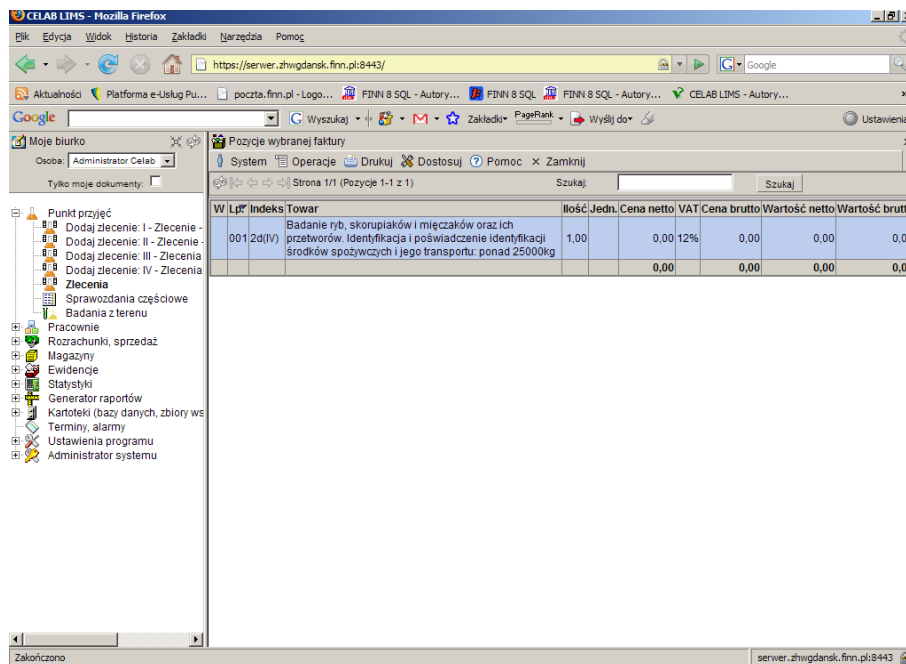 CELAB LIMS - Mozilla Firefox
Plik Edycja Widok Historia Zakładki Narzędzia Pomoc
https://serwer.zhwgdansk.finn.pl:8443/ G Google
Aktualności Platforma e-Usług Pu... poczta.finn.pl - Logo... FINN 8 SQL - Autory... FINN 8 SQL - Autory... FINN 8 SQL - Autory... CELAB LIMS - Autory...
Google G Wyszukaj Zakładki PageRank Wyślij do Ustawienia
Moje biurko
Osoba: Administrator Celab
Tylko moje dokumenty:
Punkt przyjęć
Dodaj zlecenie: I - Zlecenie -
Dodaj zlecenie: II - Zlecenie -
Dodaj zlecenie: III - Zlecenia
Dodaj zlecenie: IV - Zlecenia
Zlecenia
Sprawozdania częściowe
Badania z terenu
Pracownie
Rozrachunki, sprzedaż
Magazyny
Ewidencje
Statystyki
Generator raportów
Kartoteki (bazy danych, zbiory ws
Terminy, alarmy
Ustawienia programu
Administrator systemu
Pozycje wybranej faktury
System Operacje Drukuj Dostosuj Pomoc x Zamknij
Strona 1/1 (Pozycje 1-1 z 1) Szukaj: Szukaj
W Lp. Indeks Towar Ilość Jedn. Cena netto VAT Cena brutto Wartość netto Wartość brutt
Badanie ryb, skorupiaków i mięczaków oraz ich
001 2d(IV) przetworów. Identyfikacja i poświadczenie identyfikacji 1,00 0,00 12% 0,00 0,00 0,0
środków spożywczych i jego transportu: ponad 25000kg
0,00 0,00 0,00 0,0
Zakończono serwer.zhwgdansk.finn.pl:8443